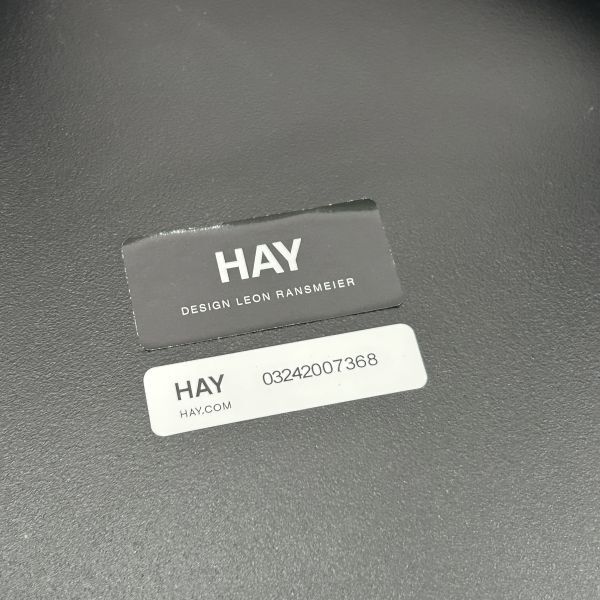 HAY
DESIGN LEON RANSMEIER
HAY 03242007368
HAY.COM